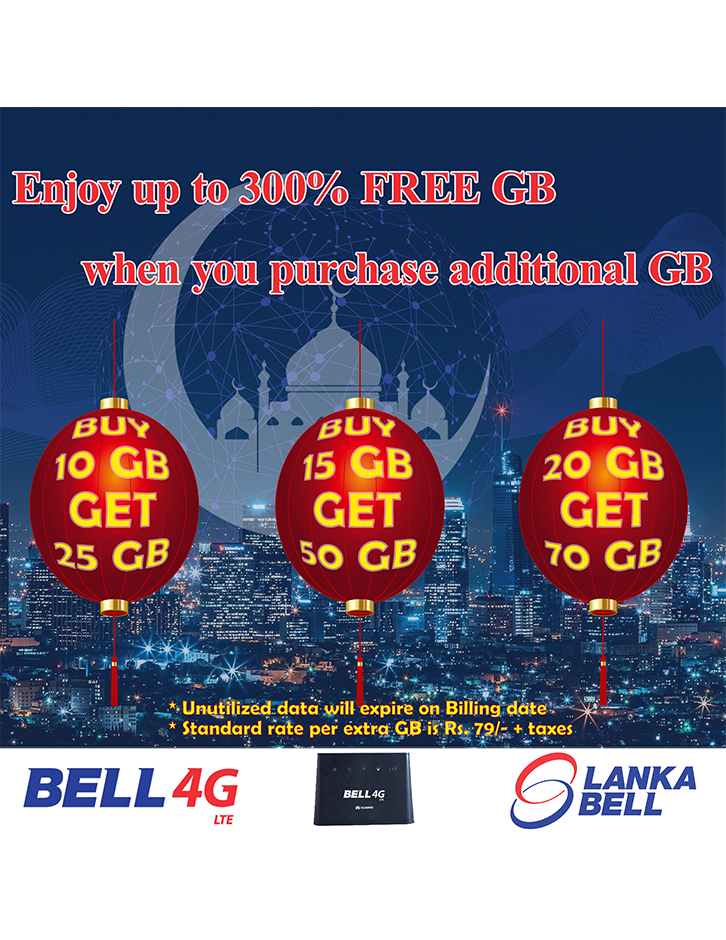 Enjoy up to 300% FREE GB
when you purchase additional GB
BUY
10 GB
GET
25 GB
BUY
15 GB
GET
50 GB
BUY
20 GB
GET
70 GB
* Unutilized data will expire on Billing date
* Standard rate per extra GB is Rs. 79/- + taxes
BELL 4G
LTE
BELL 4G
LTE
HUAWEI
LANKA
BELL